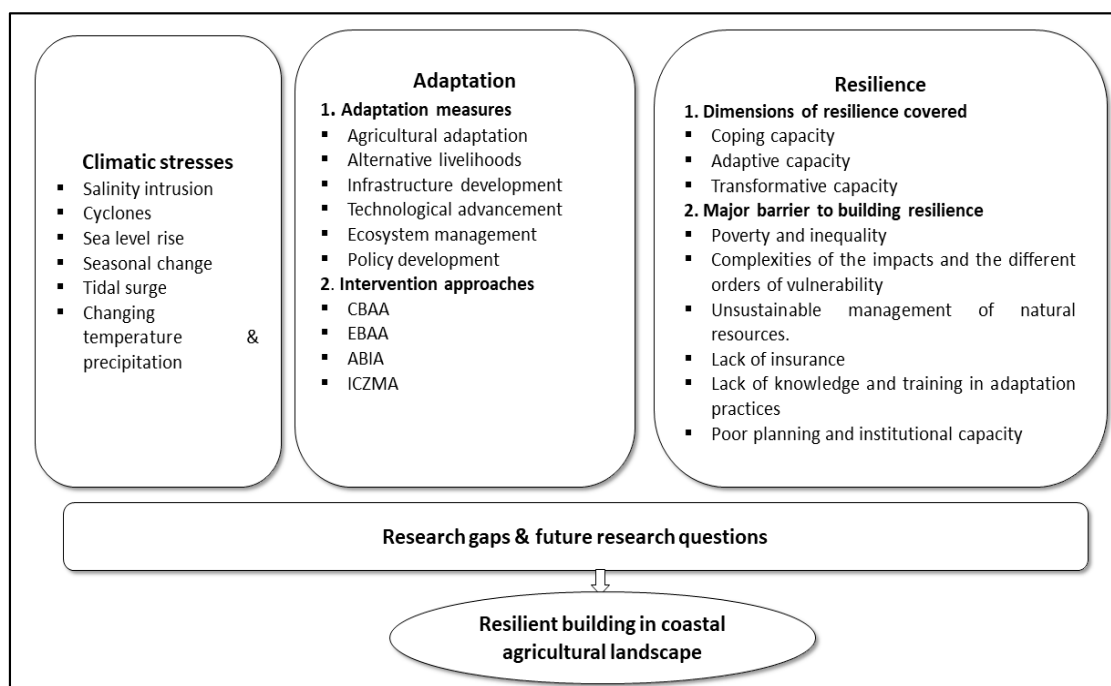 Climatic stresses
▪ Salinity intrusion
▪ Cyclones
▪ Sea level rise
▪ Seasonal change
▪ Tidal surge
▪ Changing
temperature &
precipitation
Adaptation
1. Adaptation measures
▪ Agricultural adaptation
▪ Alternative livelihoods
▪ Infrastructure development
▪ Technological advancement
▪ Ecosystem management
▪ Policy development
2. Intervention approaches
▪ CBAA
▪ EBAA
▪ ABIA
▪ ICZMA
Resilience
1. Dimensions of resilience covered
▪ Coping capacity
▪ Adaptive capacity
▪ Transformative capacity
2. Major barrier to building resilience
▪ Poverty and inequality
▪ Complexities of the impacts and the different
orders of vulnerability
▪ Unsustainable management of natural
resources.
▪ Lack of insurance
▪ Lack of knowledge and training in adaptation
practices
▪ Poor planning and institutional capacity
Research gaps & future research questions
Resilient building in coastal
agricultural landscape